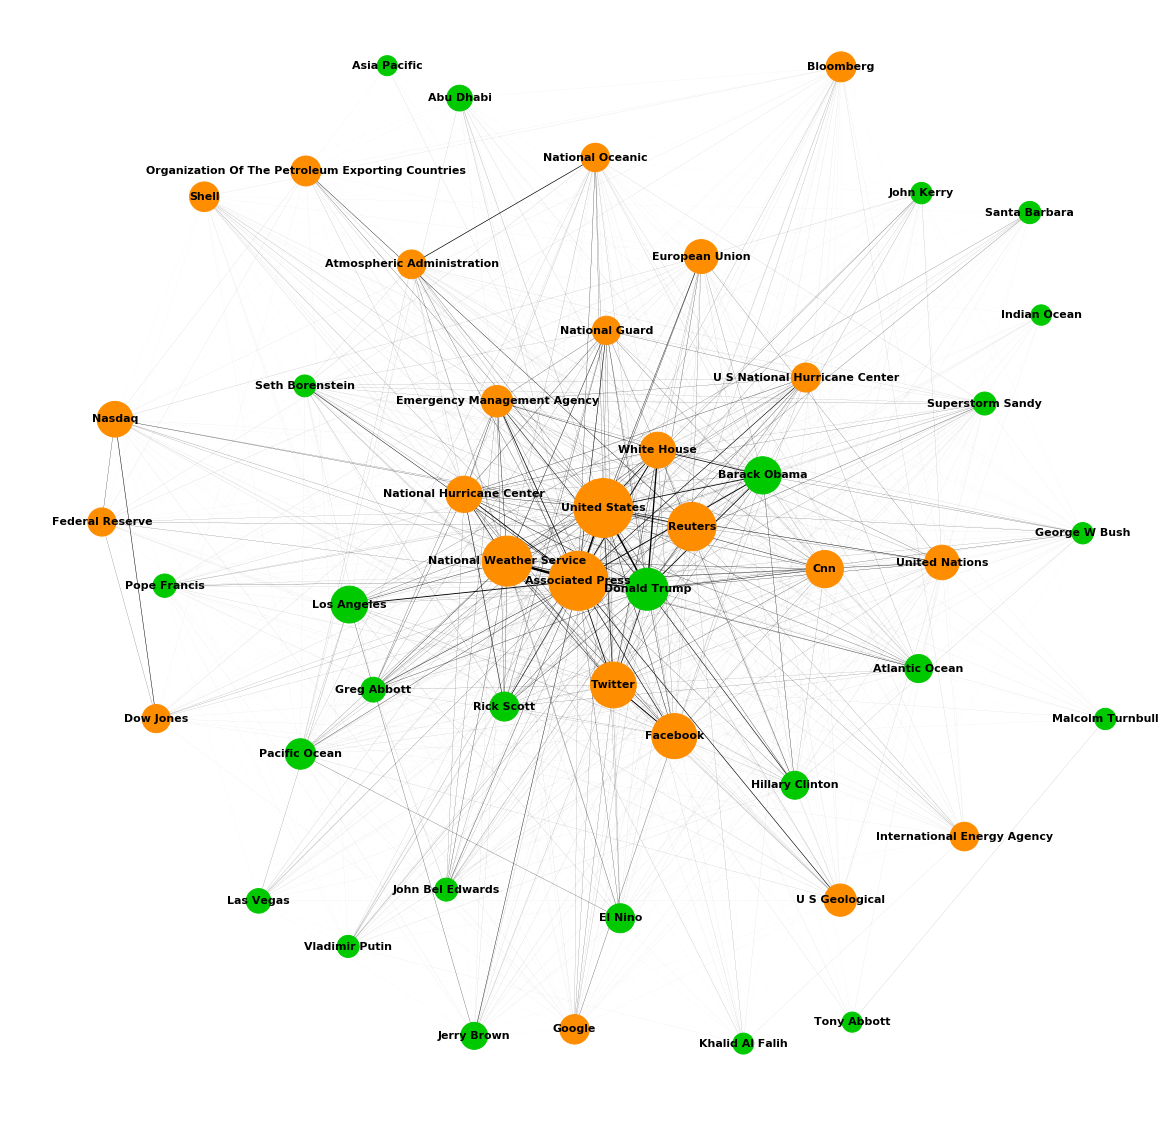 Asia Pacific
Bloomberg
Abu Dhabi
National Oceanic
Organization Of The Petroleum Exporting Countries
Shell
John Kerry
Santa Barbara
European Union
Atmospheric Administration
Indian Ocean
National Guard
U S National Hurricane Center
Seth Borenstein
Emergency Management Agency
Superstorm Sandy
Nasdaq
White House
Barack Obama
National Hurricane Center
United States
Federal Reserve
Reuters
George W Bush
National Weather Service
United Nations
Cnn
Associated Press
Pope Francis
Donald Trump
Los Angeles
Atlantic Ocean
Twitter
Greg Abbott
Rick Scott
Dow Jones
Malcolm Turnbull
Facebook
Pacific Ocean
Hillary Clinton
International Energy Agency
John Bel Edwards
Las Vegas
U S Geological
El Nino
Vladimir Putin
Tony Abbott
Google
Jerry Brown
Khalid Al Falih